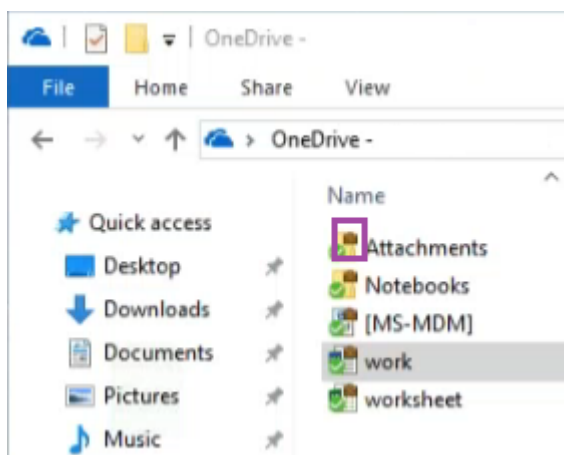 OneDrive -
File Home Share View
OneDrive -
Name
Quick access
Desktop
Downloads
Documents
Pictures
Music
Attachments
Notebooks
[MS-MDM]
work
worksheet